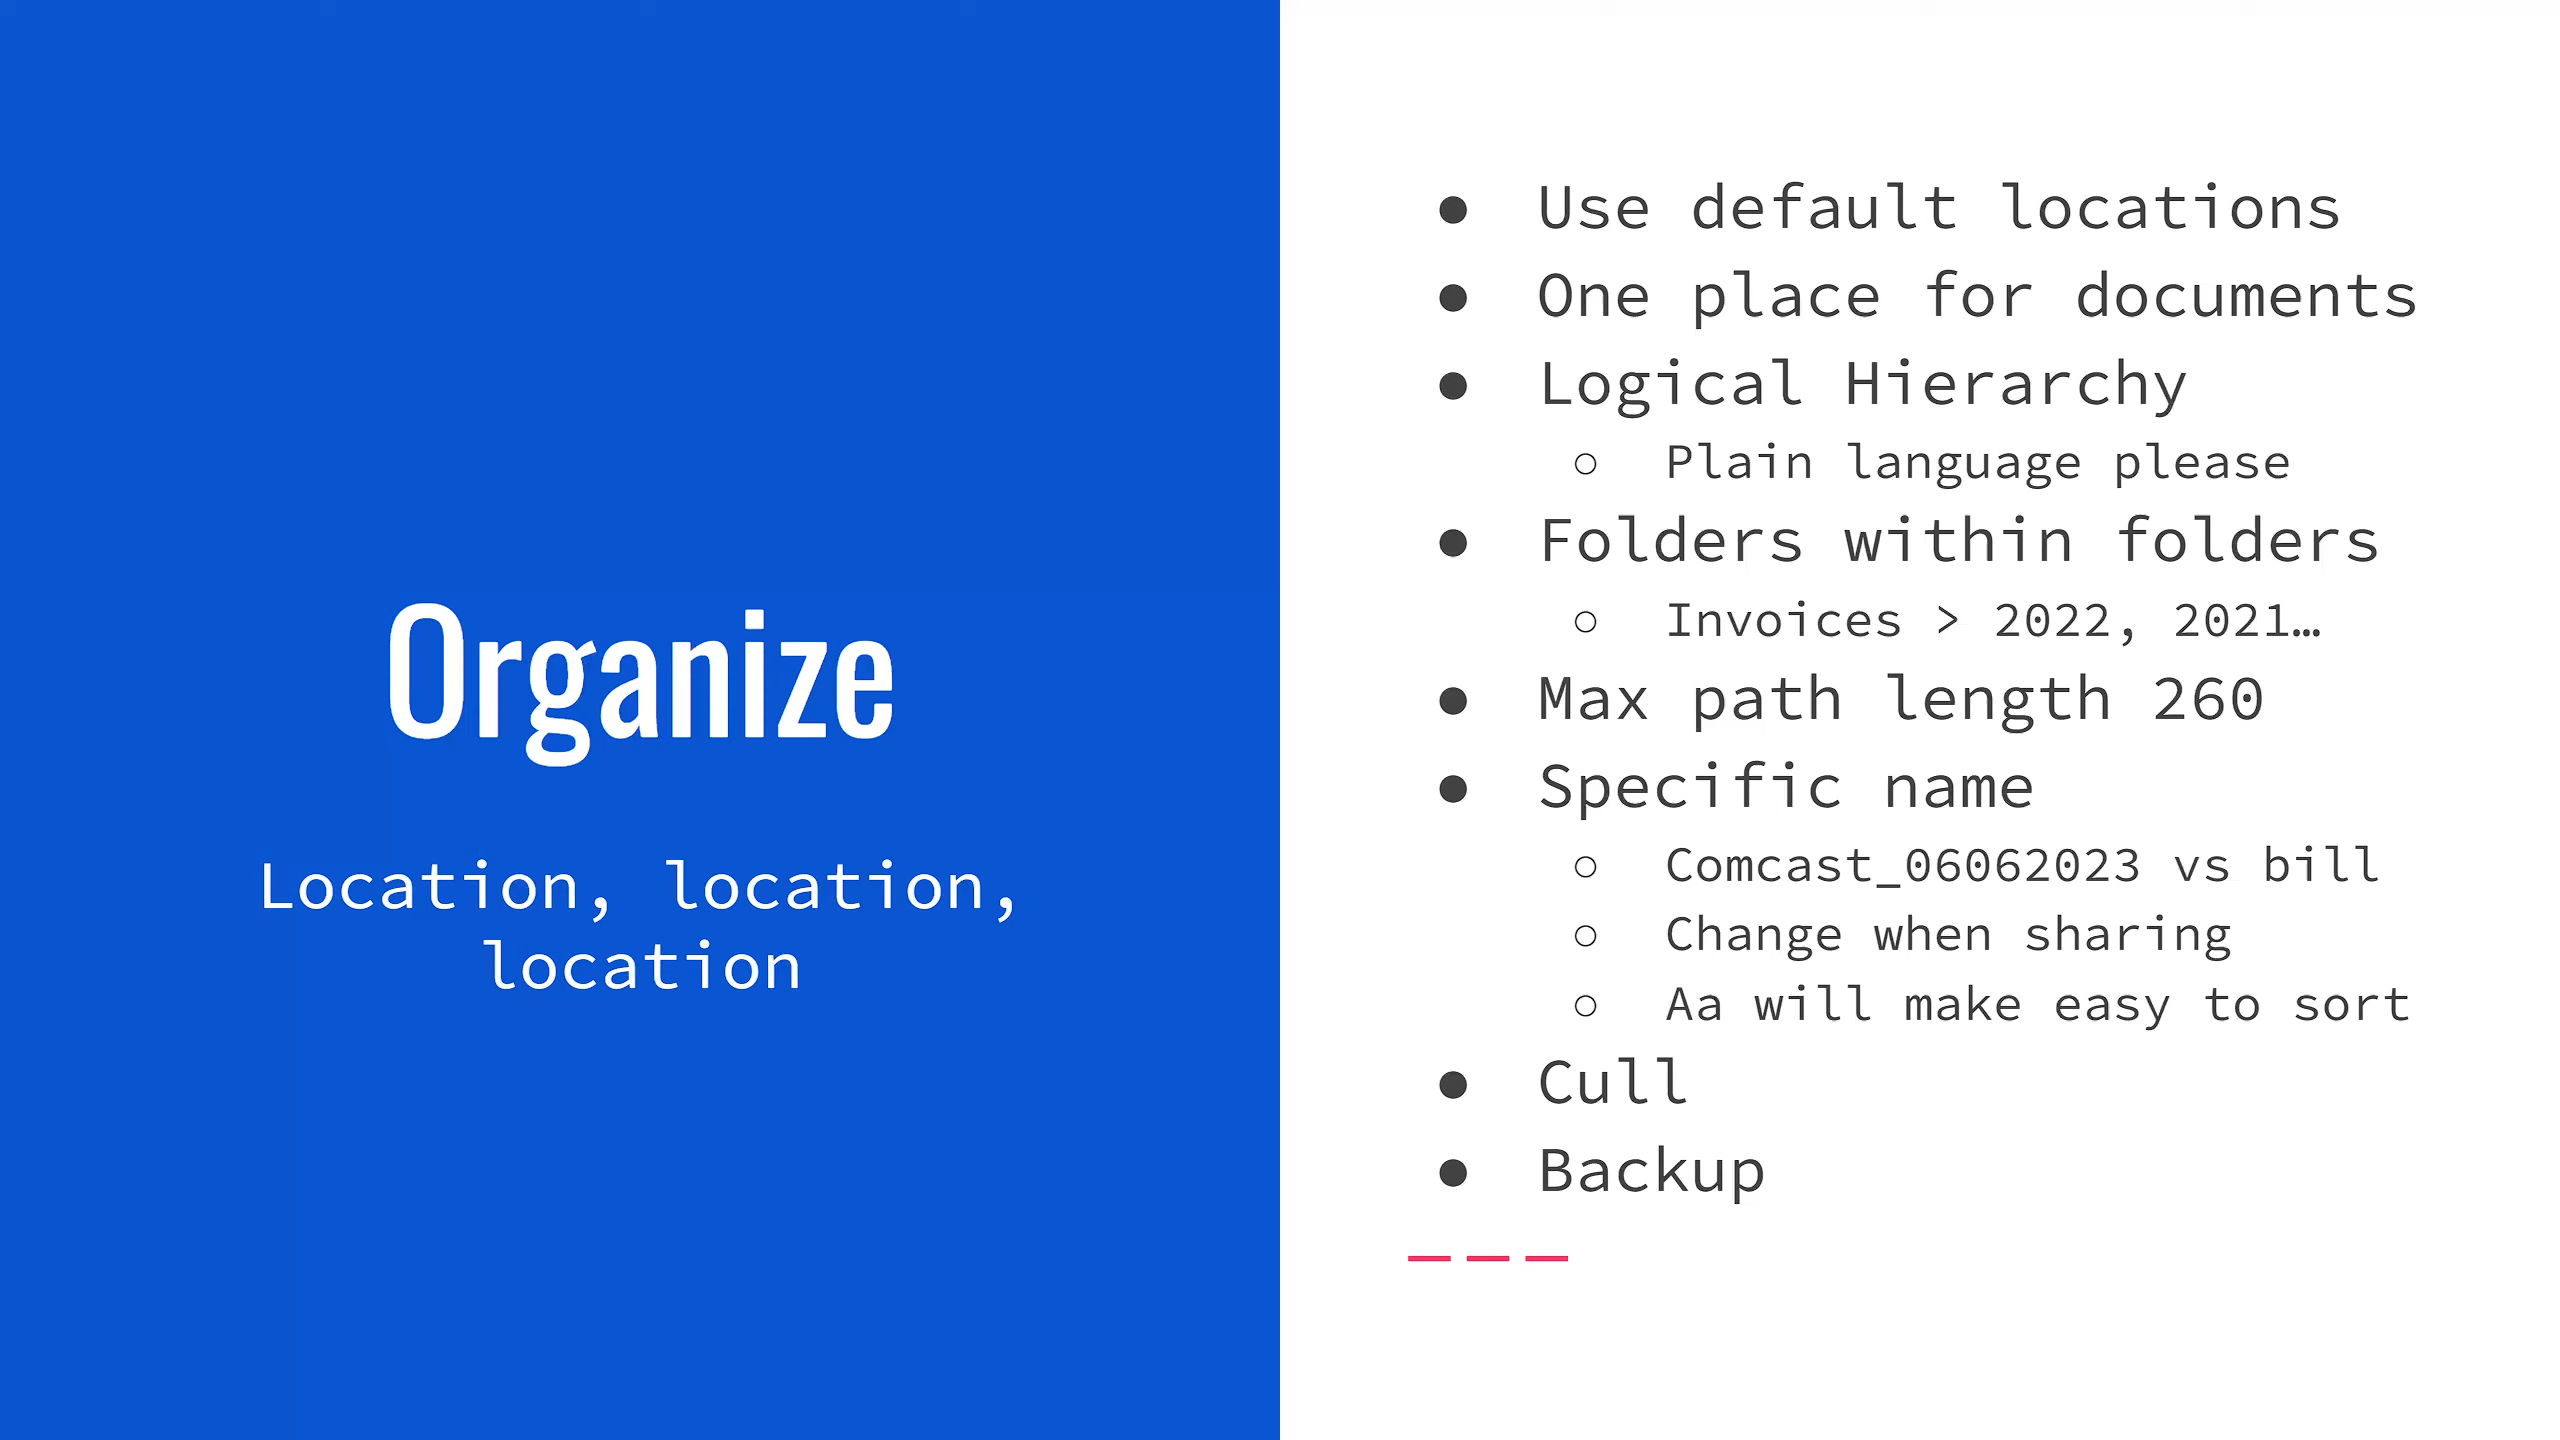 Organize
Location, location,
location
● Use default locations
● One place for documents
● Logical Hierarchy
○ Plain language please
● Folders within folders
○ Invoices > 2022, 2021…
● Max path length 260
● Specific name
○ Comcast_06062023 vs bill
○ Change when sharing
○ Aa will make easy to sort
● Cull
● Backup